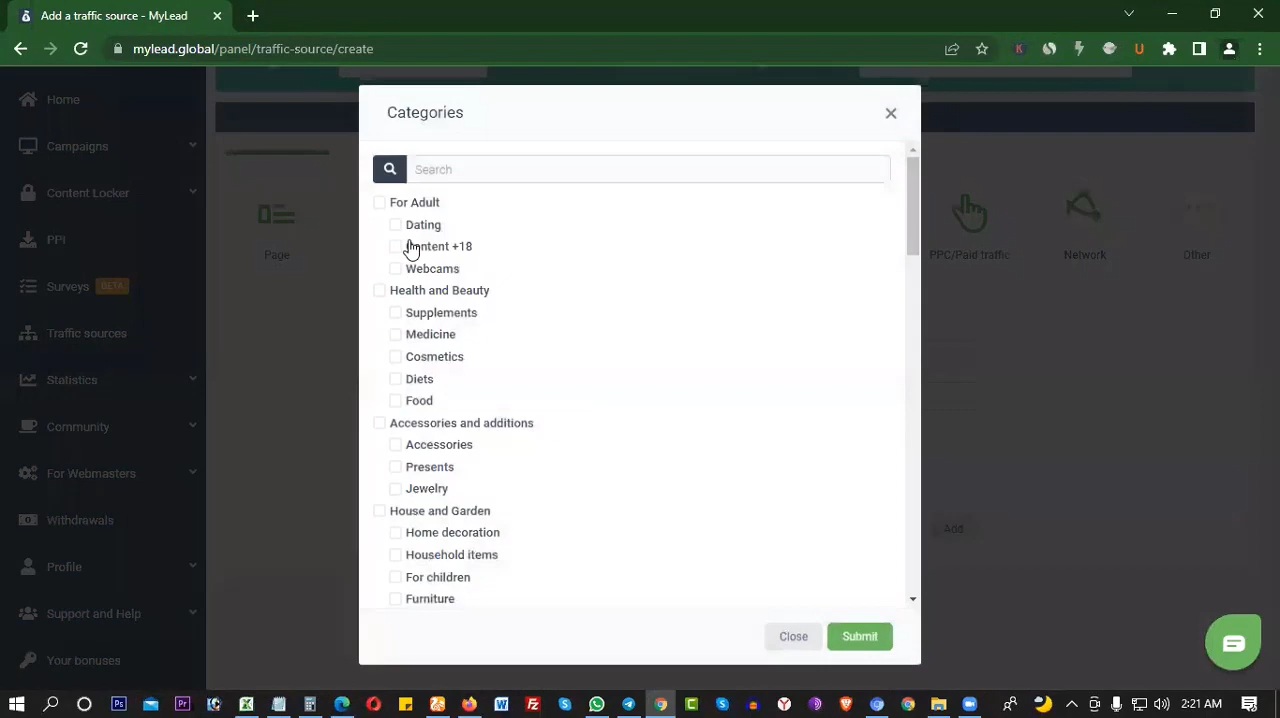 Add a traffic source - MyLead
mylead.global/panel/traffic-source/create
Home
Campaigns
Content Locker
PPI
Surveys BETA
Traffic sources
Statistics
Community
For Webmasters
Withdrawals
Profile
Support and Help
Your bonuses
Page
PPC/Paid traffic
Network
Other
Add
Categories
Search
For Adult
Dating
Content +18
Webcams
Health and Beauty
Supplements
Medicine
Cosmetics
Diets
Food
Accessories and additions
Accessories
Presents
Jewelry
House and Garden
Home decoration
Household items
For children
Furniture
Close
Submit
2:21 AM